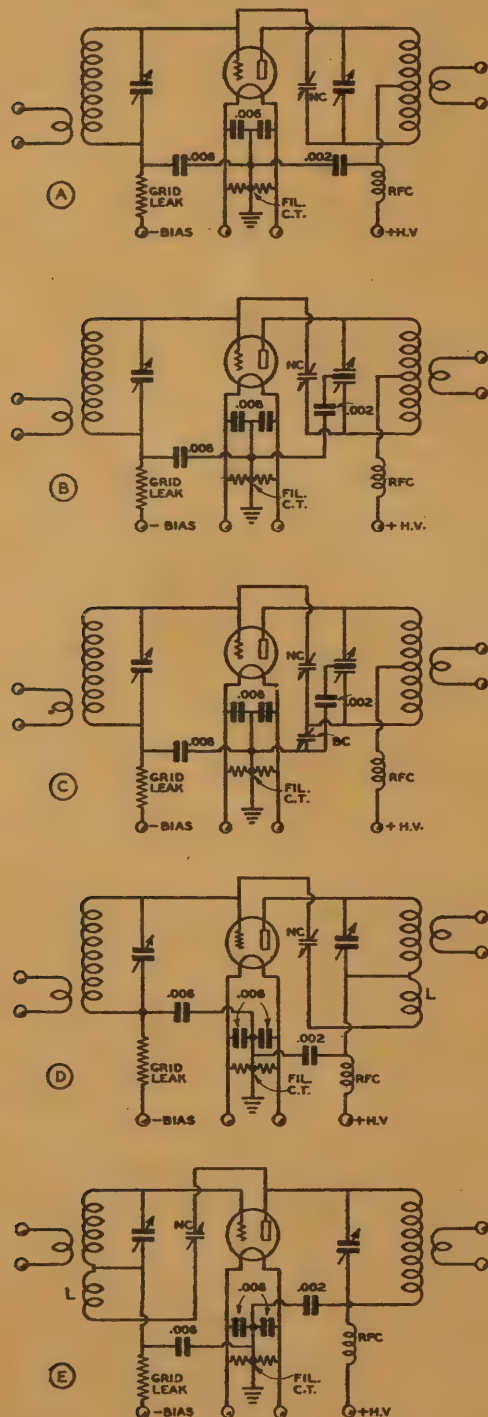 .006
NC
.006
.002
A
GRID
LEAK
FIL.
C.T.
RFC
-BIAS
+H.V
NC
.006
.002
.006
B
GRID
LEAK
FIL.
C.T.
RFC
- BIAS
+ H.V.
NC
.006
.002
.006
BC
C
GRID
LEAK
FIL.
C.T.
RFC
-BIAS
+ H.V.
NC
L
.006
.006
.002
D
GRID
LEAK
FIL.
C.T.
RFC
-BIAS
+H.V
NC
L
.006
.002
.006
E
GRID
LEAK
FIL.
C.T.
RFC
-BIAS
+H.V